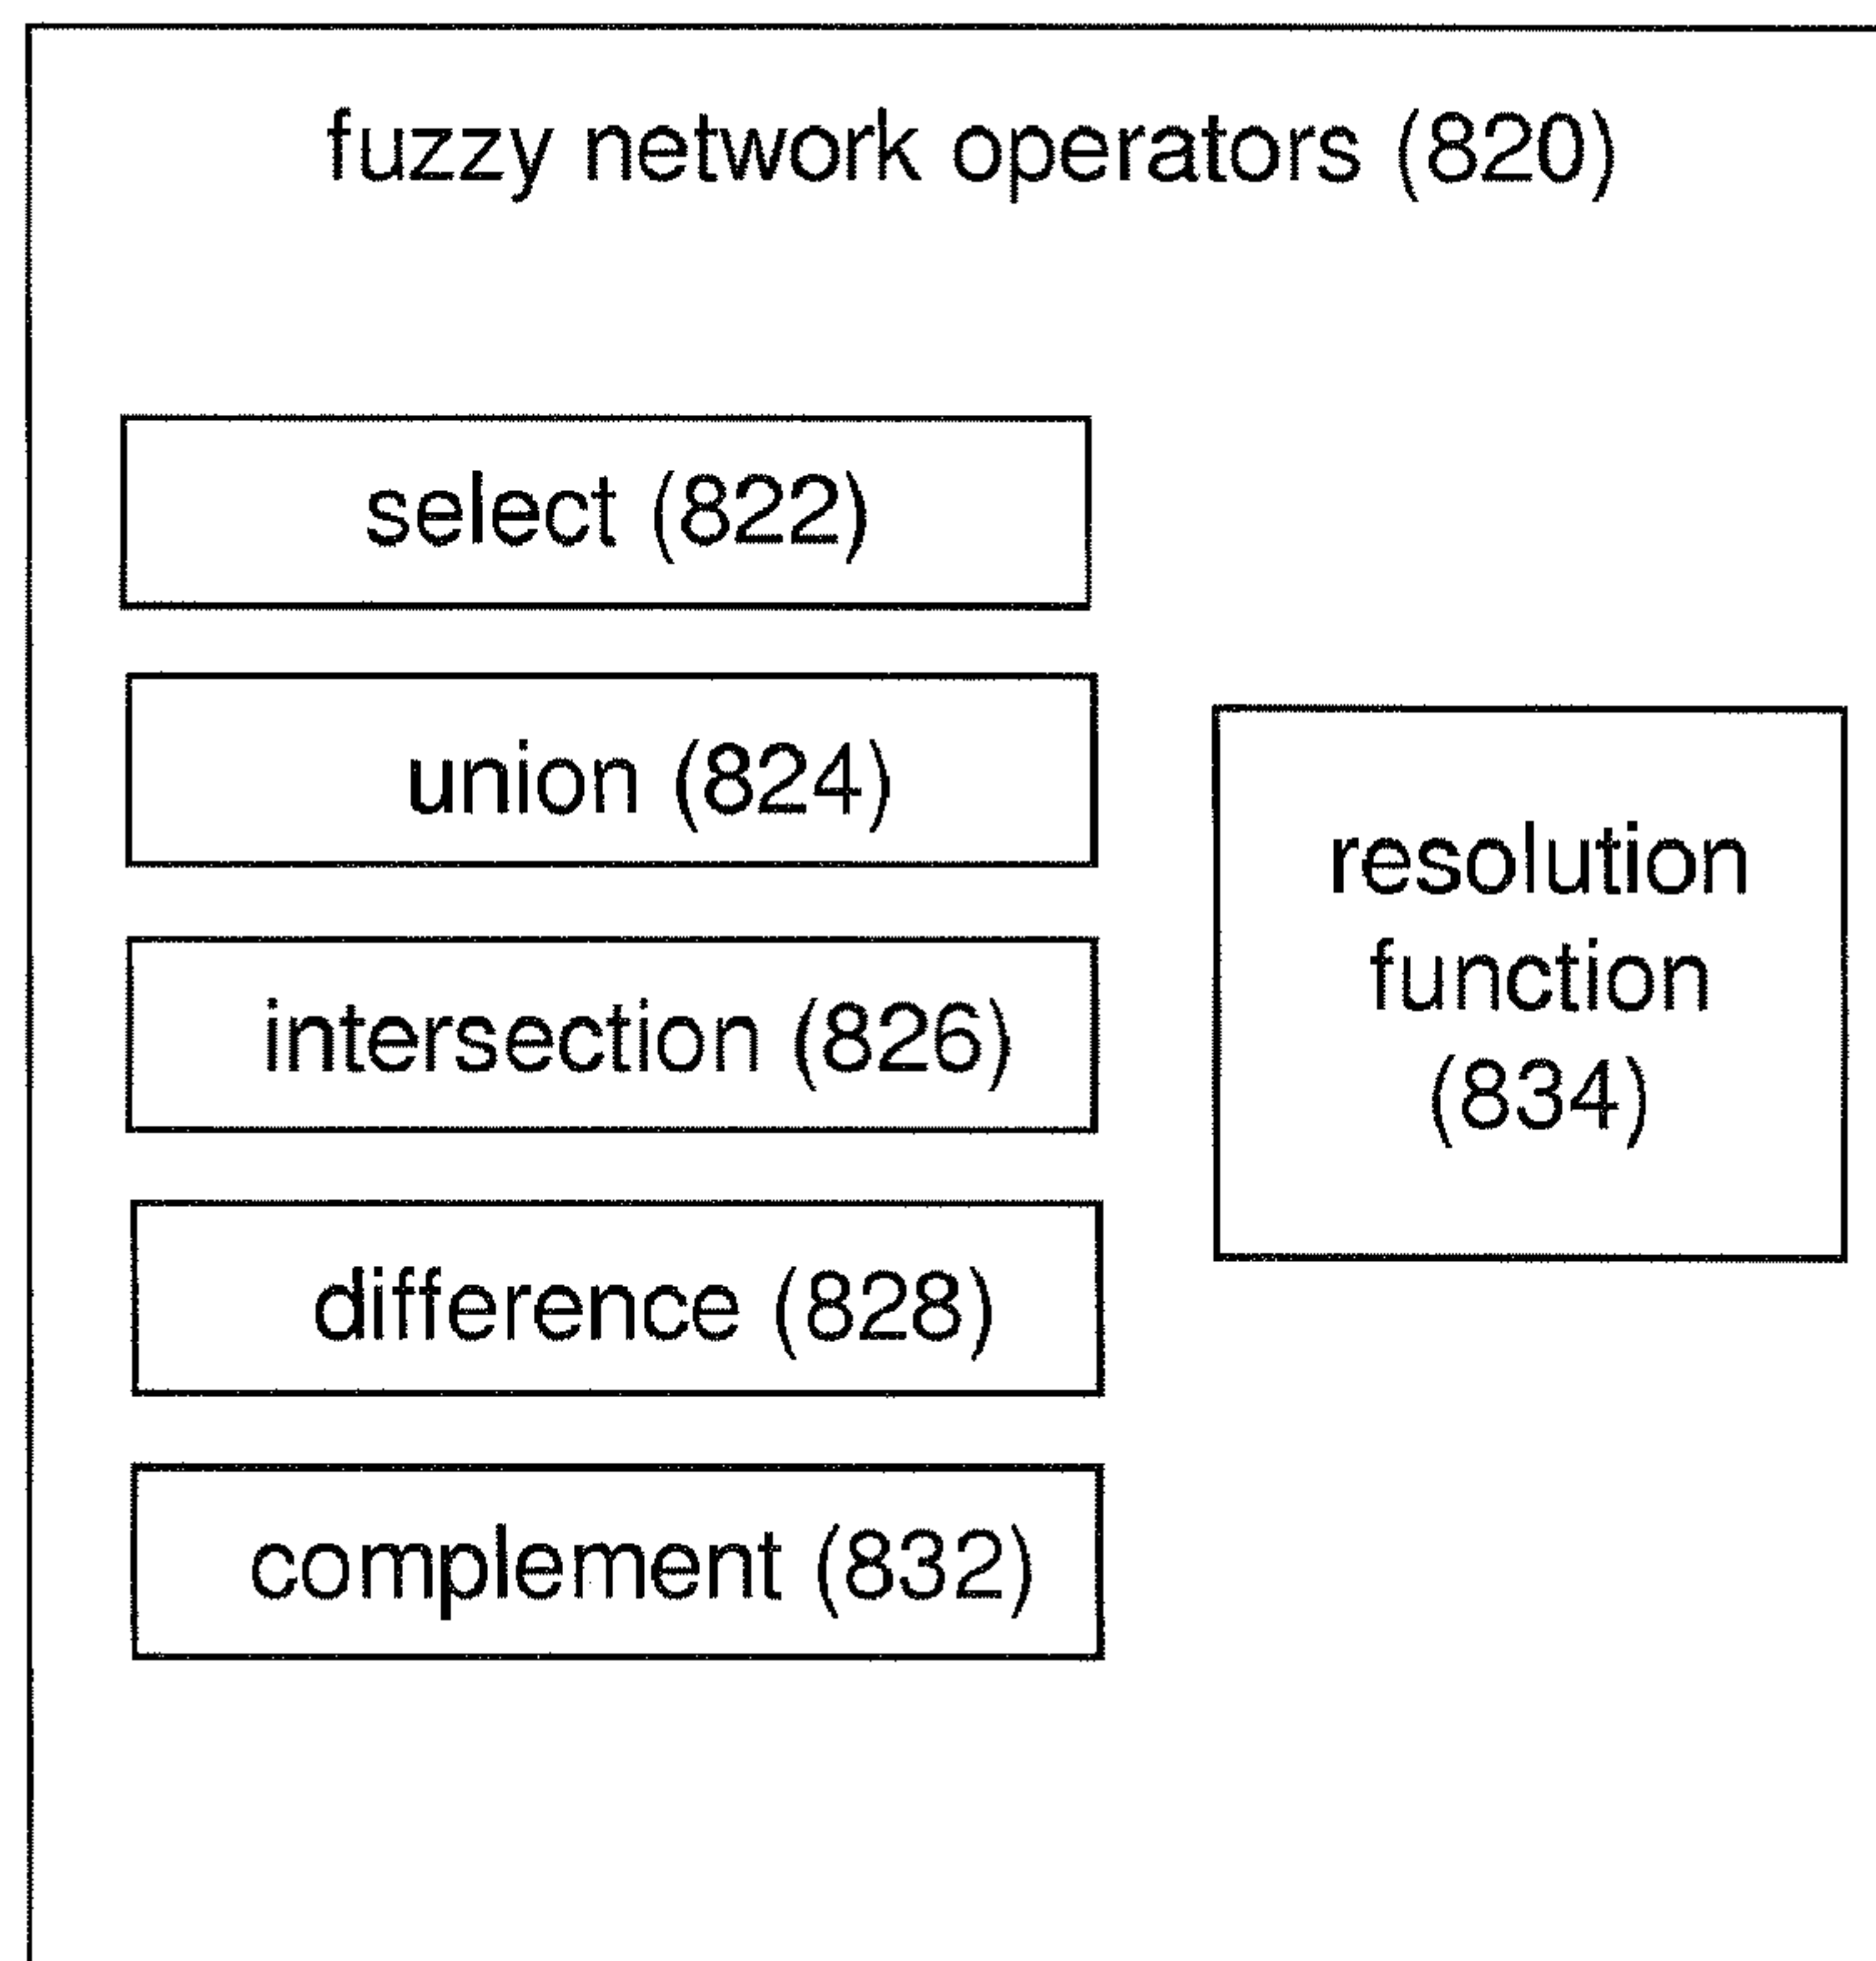 fuzzy network operators (820)
select (822)
union (824)
intersection (826)
difference (828)
complement (832)
resolution
function
(834)